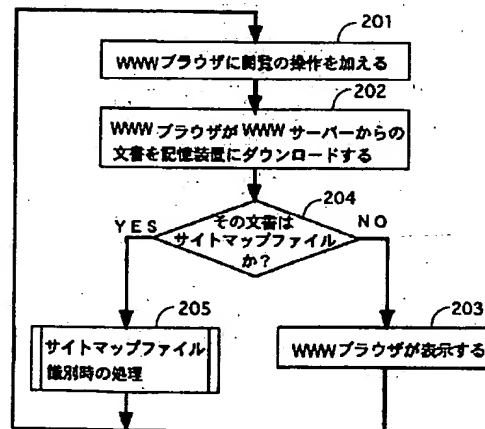 201
WWWブラウザに閲覧の操作を加える
202
WWWブラウザがWWWサーバーからの
文書を記憶装置にダウンロードする
204
YES
その文書は
サイトマップファイル
か?
NO
205
サイトマップファイル
識別時の処理
203
WWWブラウザが表示する